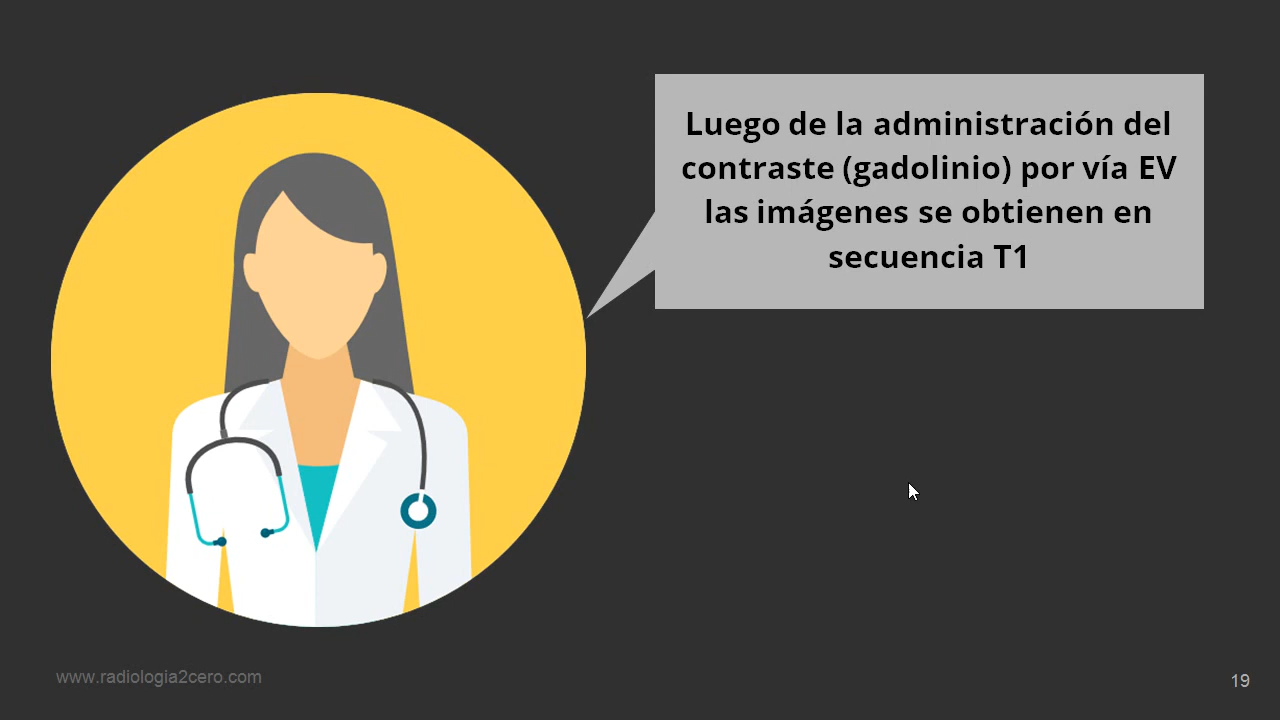 Luego de la administración del
contraste (gadolinio) por vía EV
las imágenes se obtienen en
secuencia T1
www.radiologia2cero.com
19